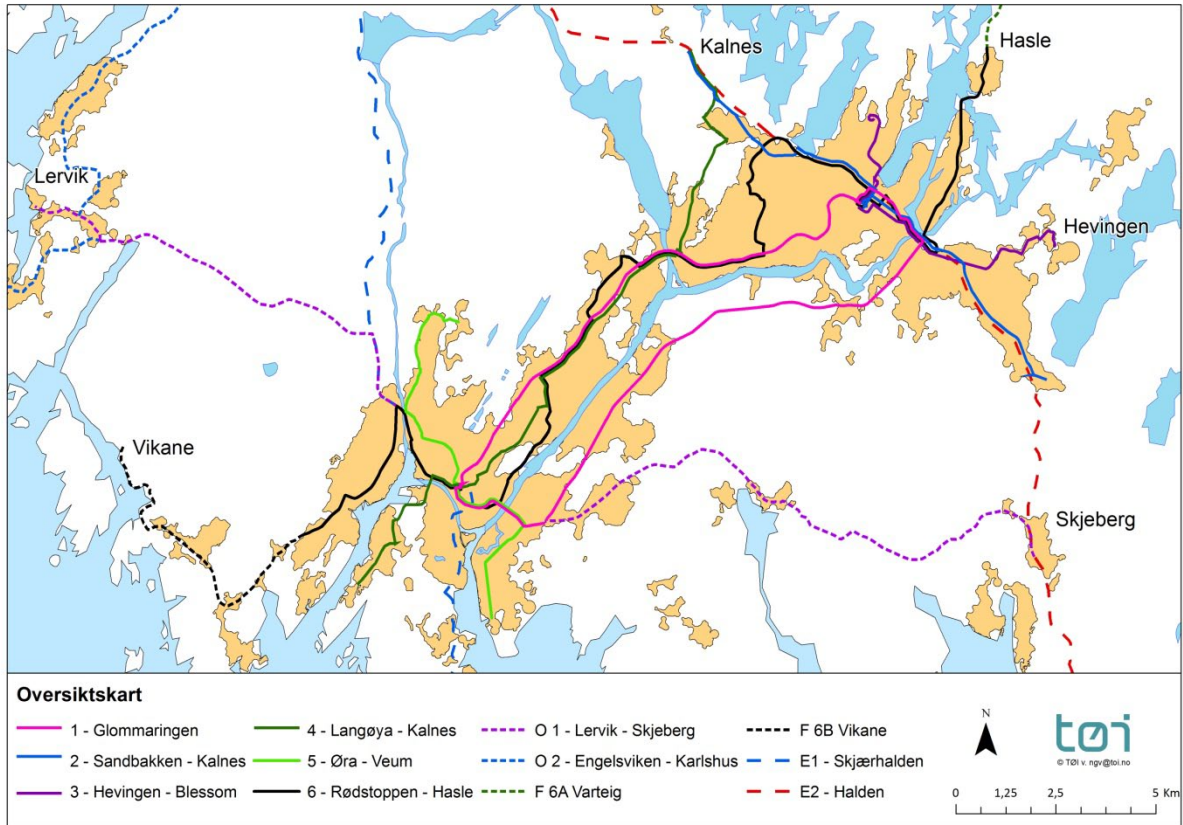 Kalnes
Hasle
Lervik
Hevingen
Vikane
Skjeberg
Oversiktskart
1 - Glommaringen
2 - Sandbakken - Kalnes
3 - Hevingen - Blessom
4 - Langøya - Kalnes
5 - Øra - Veum
6 - Rødstoppen - Hasle
O 1 - Lervik - Skjeberg
O 2 - Engelsviken - Karlshus
F 6A Varteig
F 6B Vikane
E1 - Skjærhalden
E2 - Halden
N
tøi
© TØI v. ngv@toi.no
0 1,25 2,5 5 Km